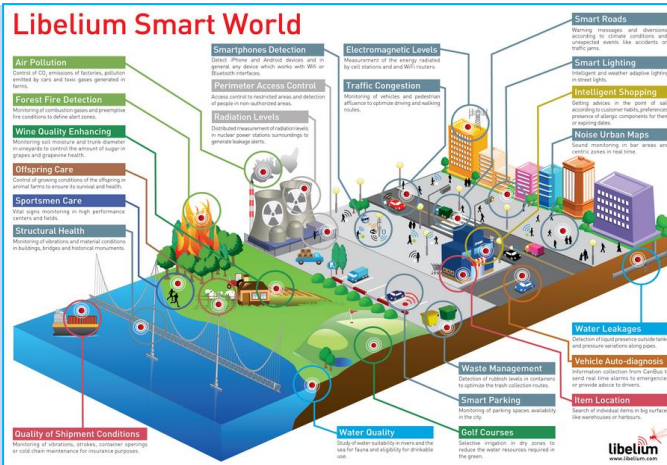 Libelium Smart World
Air Pollution
Control of CO2 emissions of factories, pollution
emitted by cars and toxic gases generated in
farms.
Forest Fire Detection
Monitoring of combustion gases and preemptive
fire conditions to define alert zones.
Wine Quality Enhancing
Monitoring soil moisture and trunk diameter
in vineyards to control the amount of sugar in
grapes and grapevine health.
Offspring Care
Control of growing conditions of the offspring in
animal farms to ensure its survival and health.
Sportsmen Care
Vital signs monitoring in high performance
centers and fields.
Structural Health
Monitoring of vibrations and material conditions
in buildings, bridges and historical monuments.
Quality of Shipment Conditions
Monitoring of vibrations, strokes, container openings
or cold chain maintenance for insurance purposes.
Smartphones Detection
Detect iPhone and Android devices and in
general any device which works with Wifi or
Bluetooth interfaces.
Perimeter Access Control
Access control to restricted areas and detection
of people in non-authorized areas.
Radiation Levels
Distributed measurement of radiation levels
in nuclear power stations surroundings to
generate leakage alerts.
Electromagnetic Levels
Measurement of the energy radiated
by cell stations and and WiFi routers.
Traffic Congestion
Monitoring of vehicles and pedestrian
affluence to optimize driving and walking
routes.
Smart Roads
Warning messages and diversions
according to climate conditions and
unexpected events like accidents or
traffic jams.
Smart Lighting
Intelligent and weather adaptive lighting
in street lights.
Intelligent Shopping
Getting advices in the point of sale
according to customer habits, preferences,
presence of allergic components for them
or expiring dates.
Noise Urban Maps
Sound monitoring in bar areas and
centric zones in real time.
Water Leakages
Detection of liquid presence outside tanks
and pressure variations along pipes.
Vehicle Auto-diagnosis
Information collection from CanBus to
send real time alarms to emergencies
or provide advice to drivers.
Item Location
Search of individual items in big surfaces
like warehouses or harbours.
Waste Management
Detection of rubbish levels in containers
to optimize the trash collection routes.
Smart Parking
Monitoring of parking spaces availability
in the city.
Golf Courses
Selective irrigation in dry zones to
reduce the water resources required in
the green.
Water Quality
Study of water suitability in rivers and the
sea for fauna and eligibility for drinkable
use.
libelium
www.libelium.com